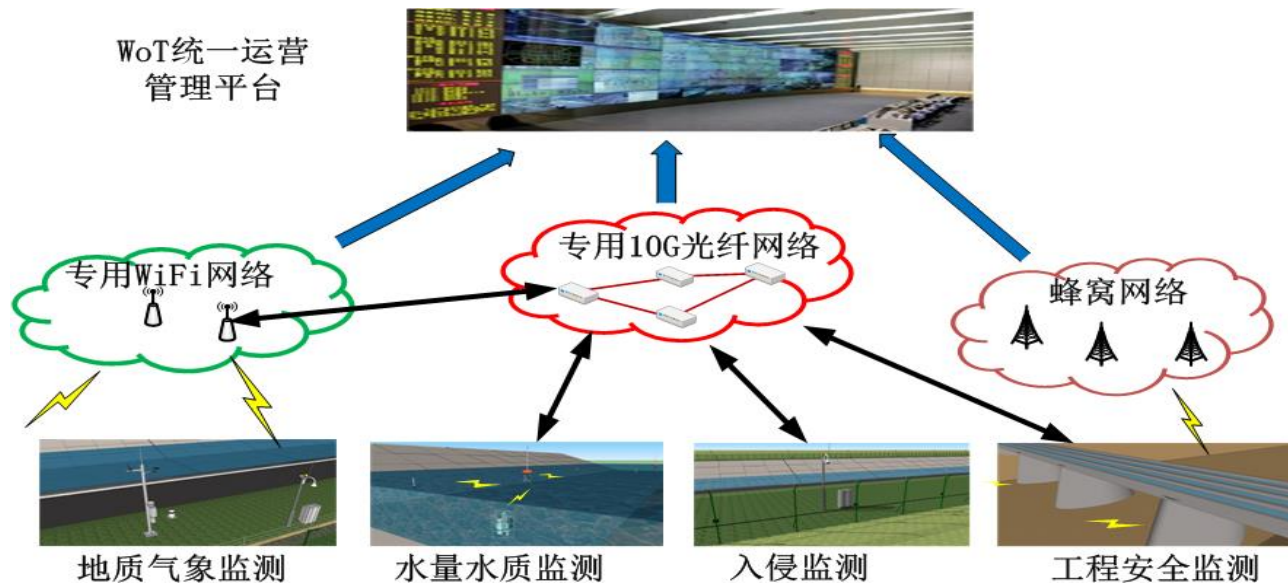 WoT统一运营
管理平台
专用WiFi网络
专用10G光纤网络
蜂窝网络
地质气象监测
水量水质监测
入侵监测
工程安全监测